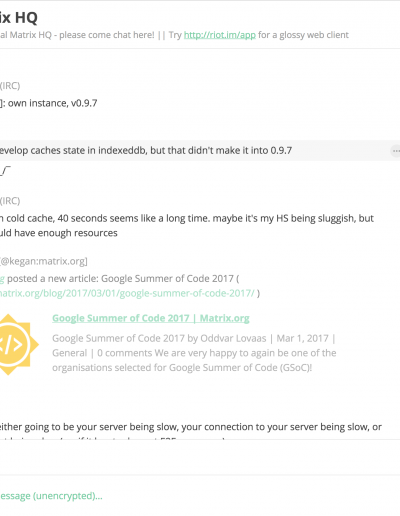 ix HQ
al Matrix HQ - please come chat here! || Try http://riot.im/app for a glossy web client
(IRC)
]: own instance, v0.9.7
evelop caches state in indexeddb, but that didn't make it into 0.9.7
(IRC)
n cold cache, 40 seconds seems like a long time. maybe it's my HS being sluggish, but
uld have enough resources
[@kegan:matrix.org]
g posted a new article: Google Summer of Code 2017 (
matrix.org/blog/2017/03/01/google-summer-of-code-2017/ )
Google Summer of Code 2017 | Matrix.org
Google Summer of Code 2017 by Oddvar Lovaas | Mar 1, 2017 |
General | 0 comments We are very happy to again be one of the
organisations selected for Google Summer of Code (GSoC)!
either going to be your server being slow, your connection to your server being slow, or
essage (unencrypted)...